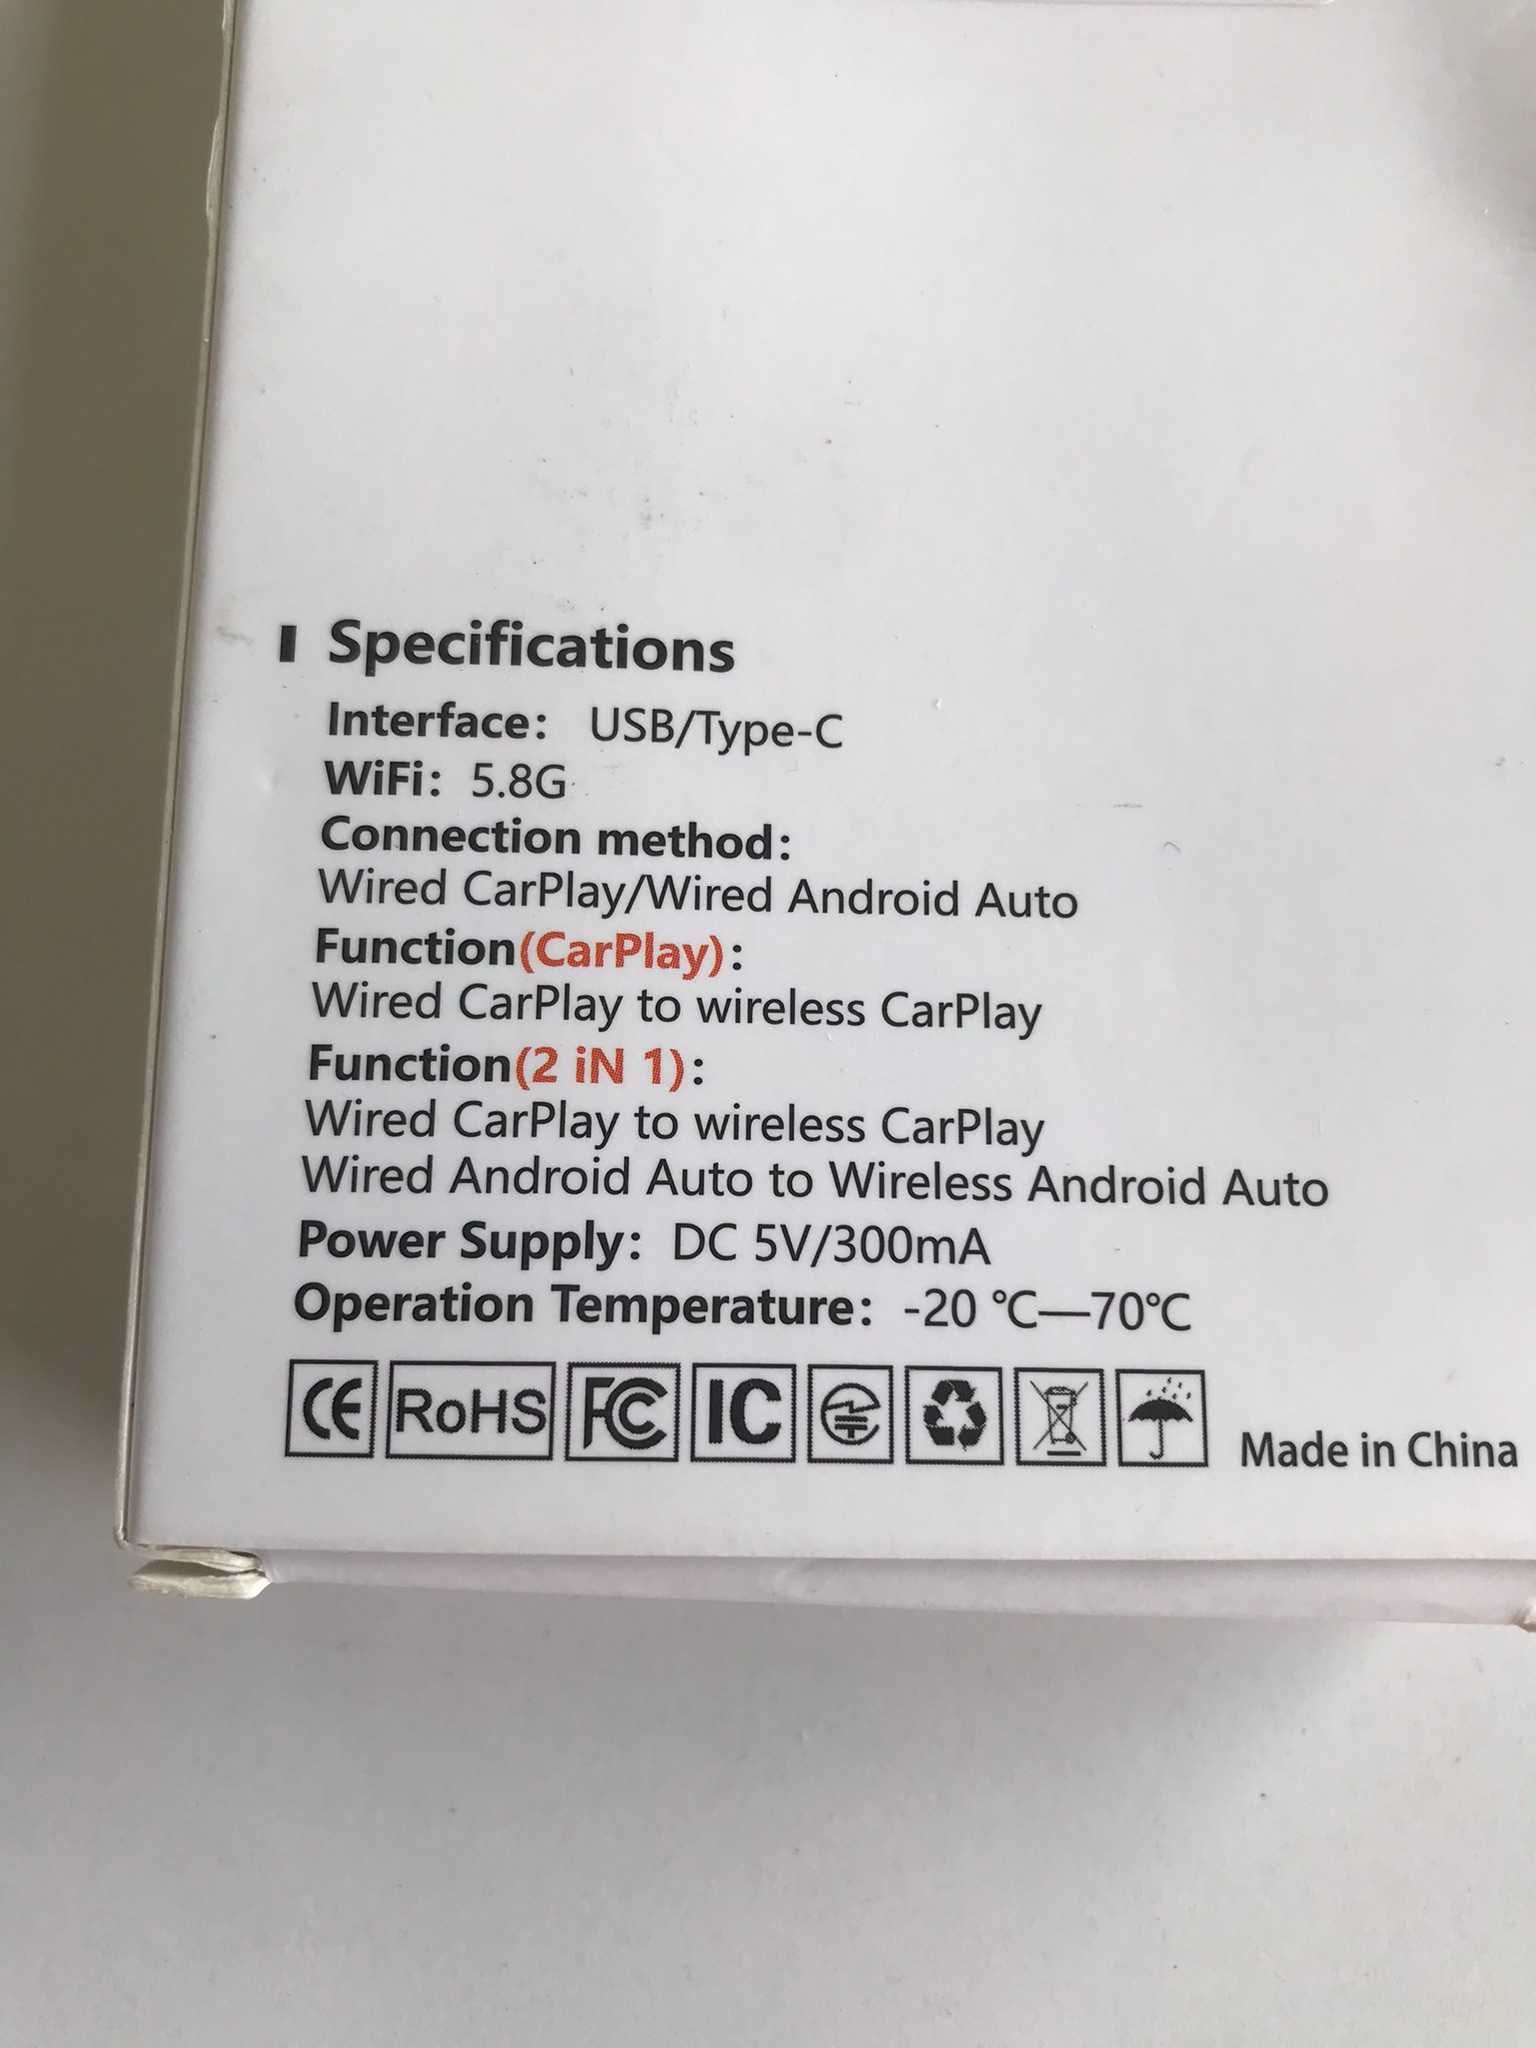 Specifications
Interface: USB/Type-C
WiFi: 5.8G
Connection method:
Wired CarPlay/Wired Android Auto
Function(CarPlay):
Wired CarPlay to wireless CarPlay
Function(2 iN 1):
Wired CarPlay to wireless CarPlay
Wired Android Auto to Wireless Android Auto
Power Supply: DC 5V/300mA
Operation Temperature: -20 ℃—70℃
CE RoHS FC IC Made in China